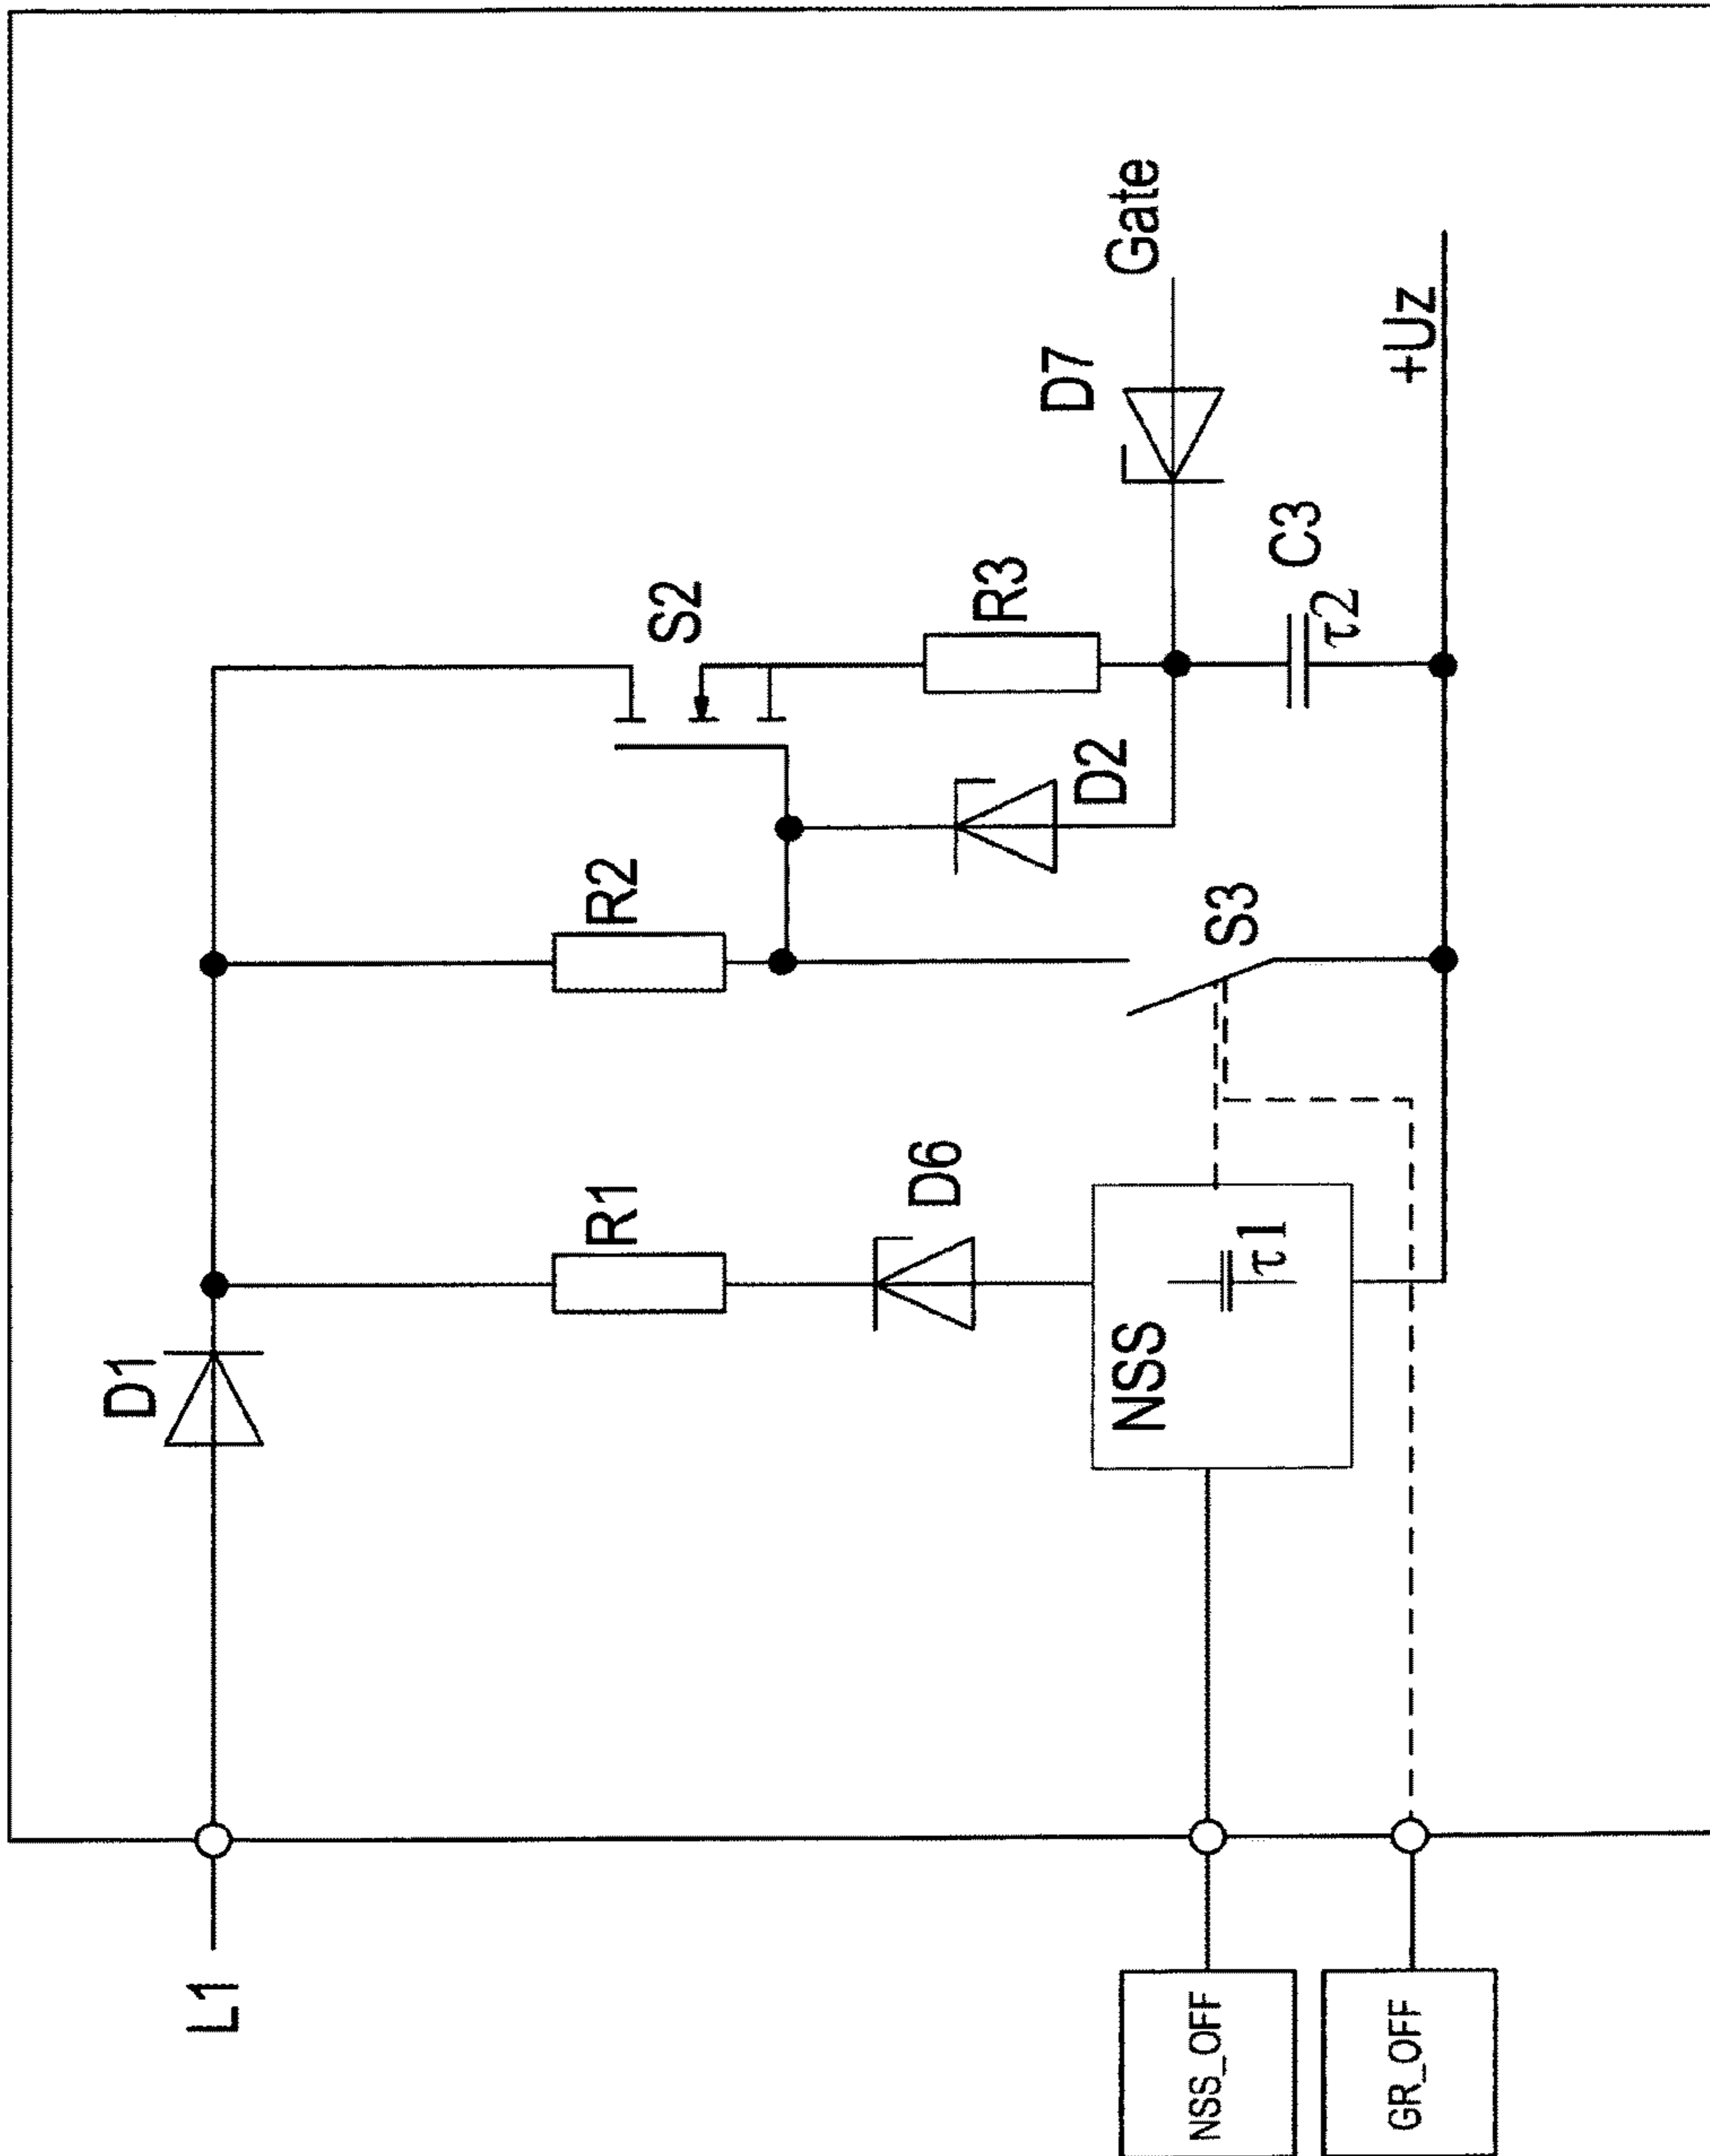 L1
D1
R1
R2
S2
D6
D2
R3
D7
Gate
NSS
τ1
S3
C3
τ2
+Uz
NSS_OFF
GR_OFF